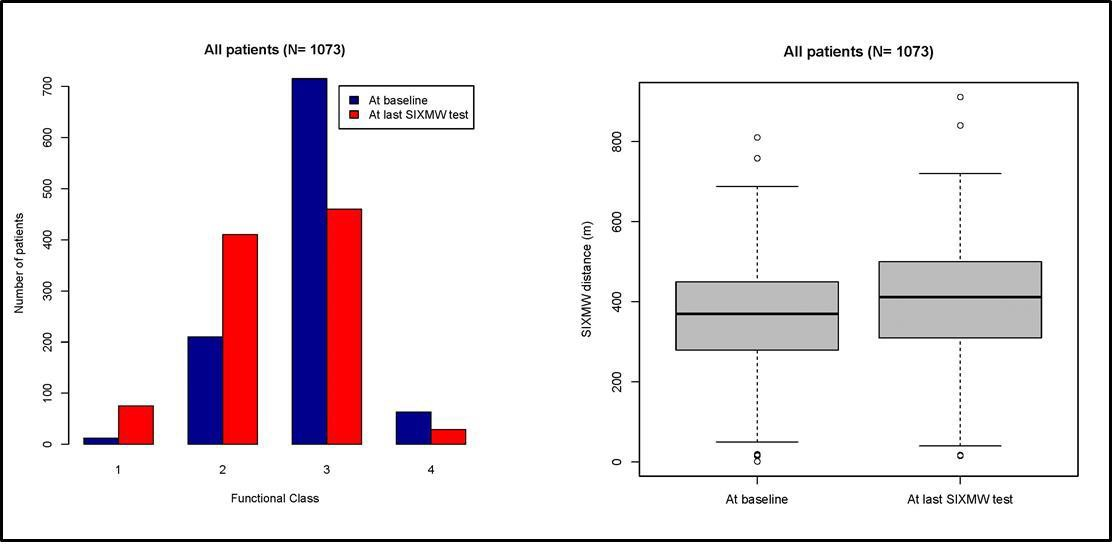 All patients (N= 1073)
700
600
500
400
300
200
100
0
Number of patients
At baseline
At last SIXMW test
1 2 3 4
Functional Class
All patients (N= 1073)
800
600
400
200
0
SIXMW distance (m)
At baseline At last SIXMW test